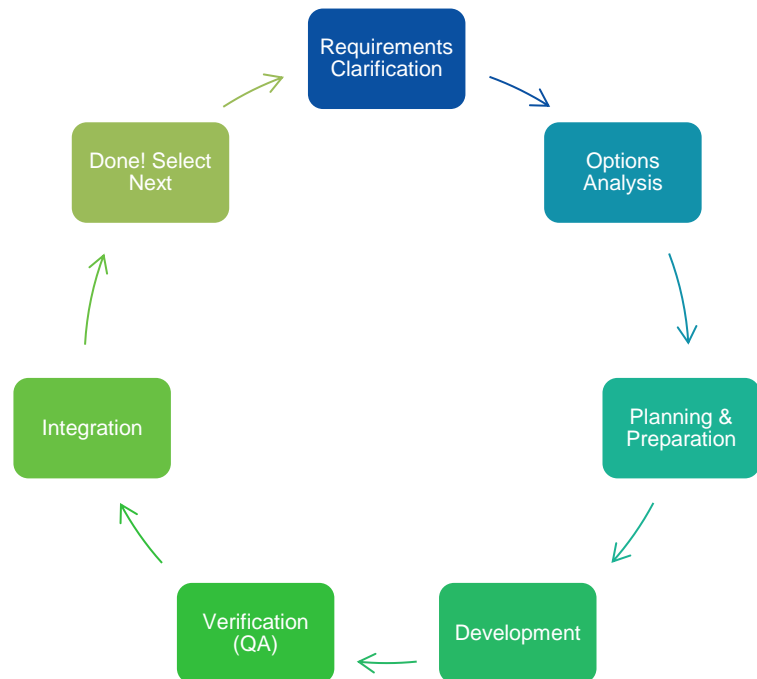 Requirements
Clarification
Options
Analysis
Planning &
Preparation
Development
Verification
(QA)
Integration
Done! Select
Next